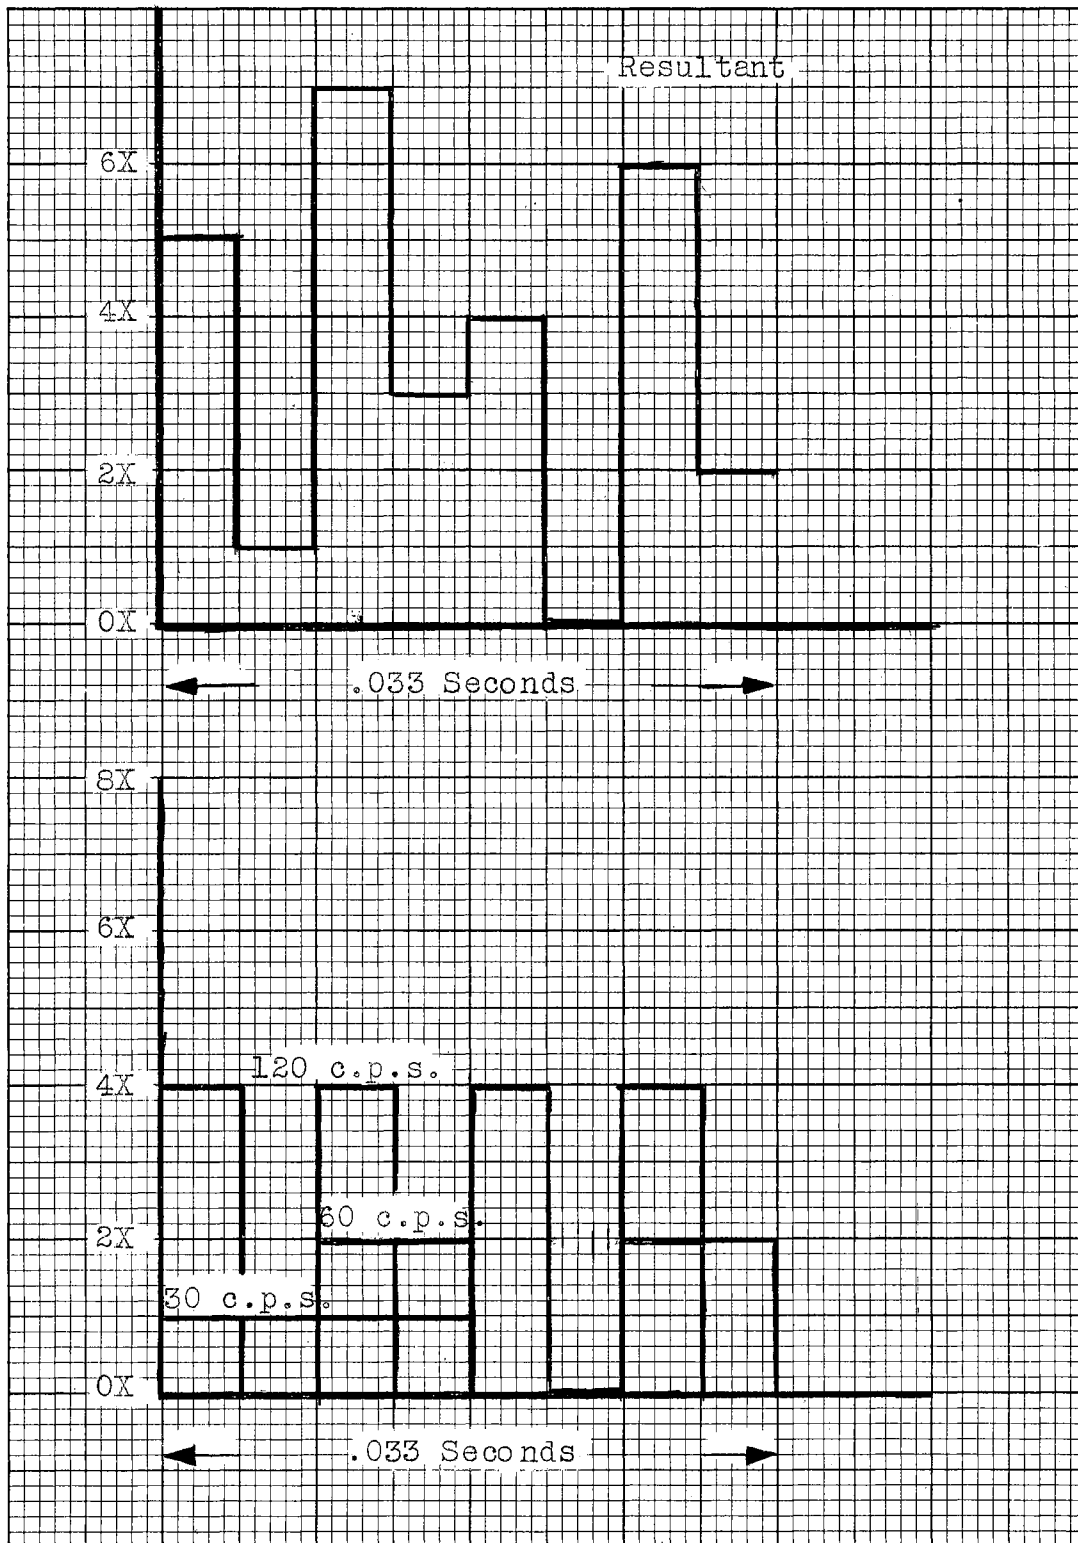 Resultant
6X
4X
2X
0X
.033 Seconds
8X
6X
120 c.p.s.
4X
60 c.p.s.
2X
30 c.p.s.
0X
.033 Seconds